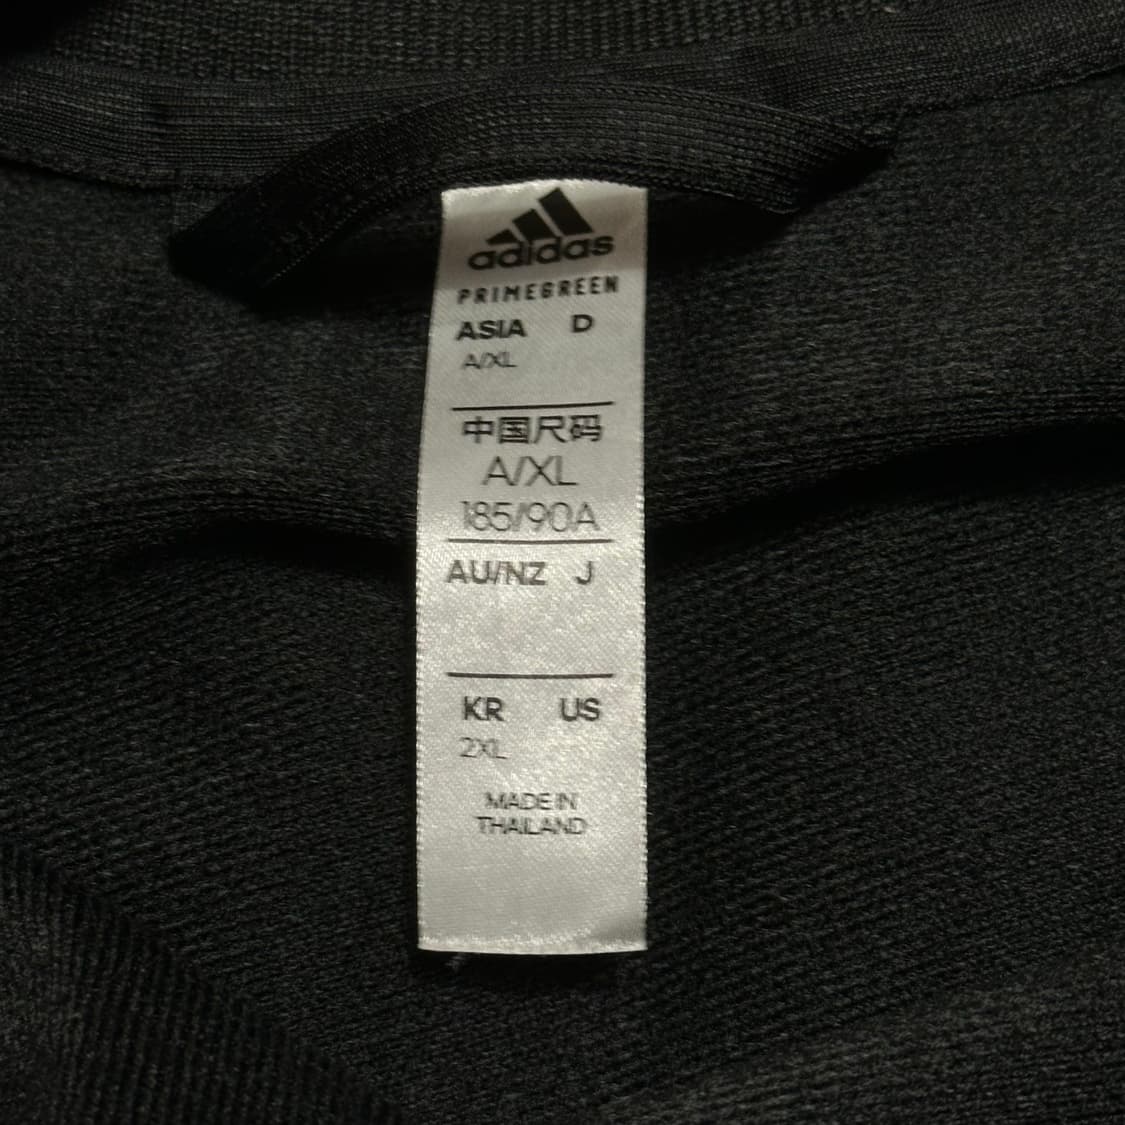 adidas
PRIMEGREEN
ASIA D
A/XL
中国尺码
A/XL
185/90A
AU/NZ J
KR US
2XL
MADE IN
THAILAND